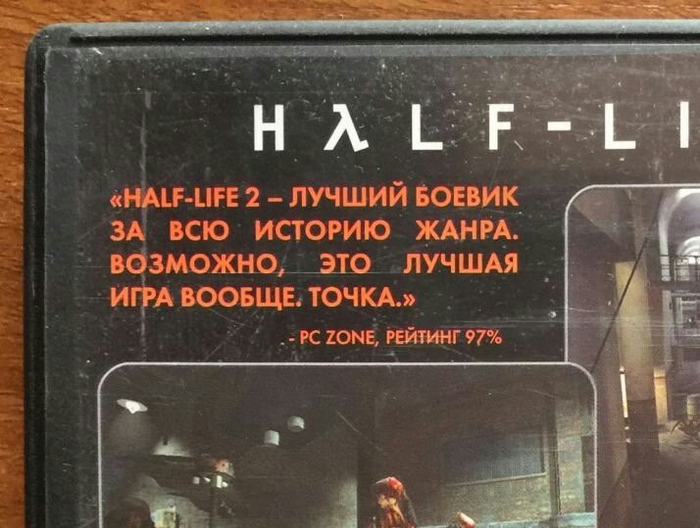 HλLF-LI
«HALF-LIFE 2 – ЛУЧШИЙ БОЕВИК
ЗА ВСЮ ИСТОРИЮ ЖАНРА.
ВОЗМОЖНО, ЭТО ЛУЧШАЯ
ИГРА ВООБЩЕ. ТОЧКА.»
- PC ZONE, РЕЙТИНГ 97%